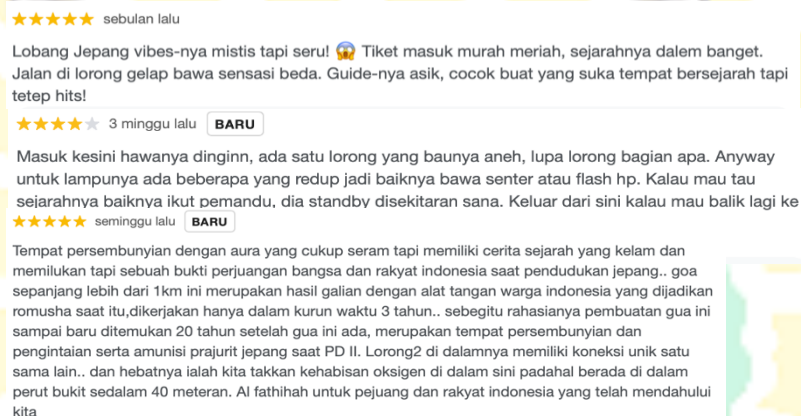 sebulan lalu
Lobang Jepang vibes-nya mistis tapi seru! 😱 Tiket masuk murah meriah, sejarahnya dalem banget.
Jalan di lorong gelap bawa sensasi beda. Guide-nya asik, cocok buat yang suka tempat bersejarah tapi
tetep hits!
3 minggu lalu BARU
Masuk kesini hawanya dinginn, ada satu lorong yang baunya aneh, lupa lorong bagian apa. Anyway
untuk lampunya ada beberapa yang redup jadi baiknya bawa senter atau flash hp. Kalau mau tau
sejarahnya baiknya ikut pemandu, dia standby disekitaran sana. Keluar dari sini kalau mau balik lagi ke
seminggu lalu BARU
Tempat persembunyian dengan aura yang cukup seram tapi memiliki cerita sejarah yang kelam dan
memilukan tapi sebuah bukti perjuangan bangsa dan rakyat indonesia saat pendudukan jepang.. goa
sepanjang lebih dari 1km ini merupakan hasil galian dengan alat tangan warga indonesia yang dijadikan
romusha saat itu,dikerjakan hanya dalam kurun waktu 3 tahun.. sebegitu rahasianya pembuatan gua ini
sampai baru ditemukan 20 tahun setelah gua ini ada, merupakan tempat persembunyian dan
pengintaian serta amunisi prajurit jepang saat PD II. Lorong2 di dalamnya memiliki koneksi unik satu
sama lain.. dan hebatnya ialah kita takkan kehabisan oksigen di dalam sini padahal berada di dalam
perut bukit sedalam 40 meteran. Al fathihah untuk pejuang dan rakyat indonesia yang telah mendahului
kita